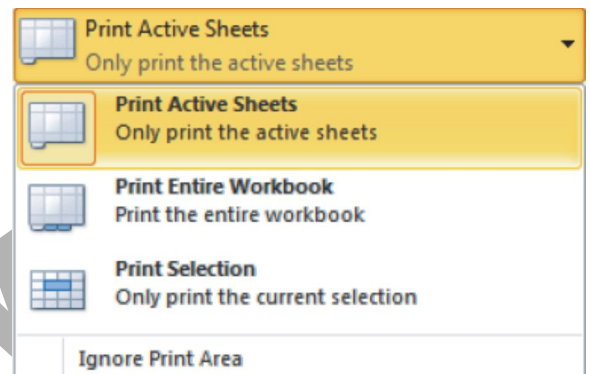 Print Active Sheets
Only print the active sheets
Print Active Sheets
Only print the active sheets
Print Entire Workbook
Print the entire workbook
Print Selection
Only print the current selection
Ignore Print Area